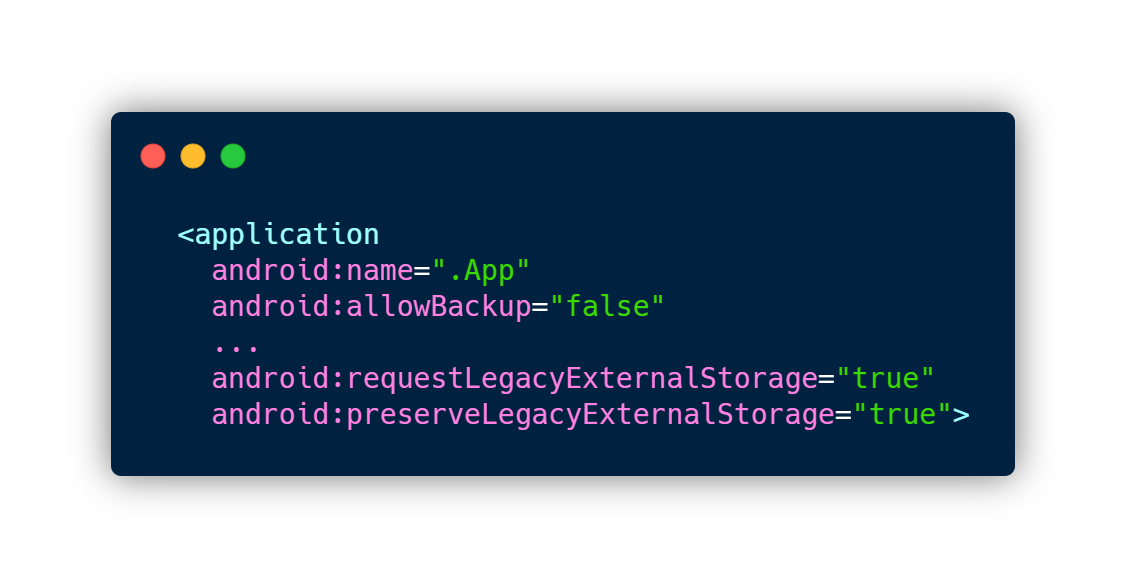 <application
android:name=".App"
android:allowBackup="false"
...
android:requestLegacyExternalStorage="true"
android:preserveLegacyExternalStorage="true">